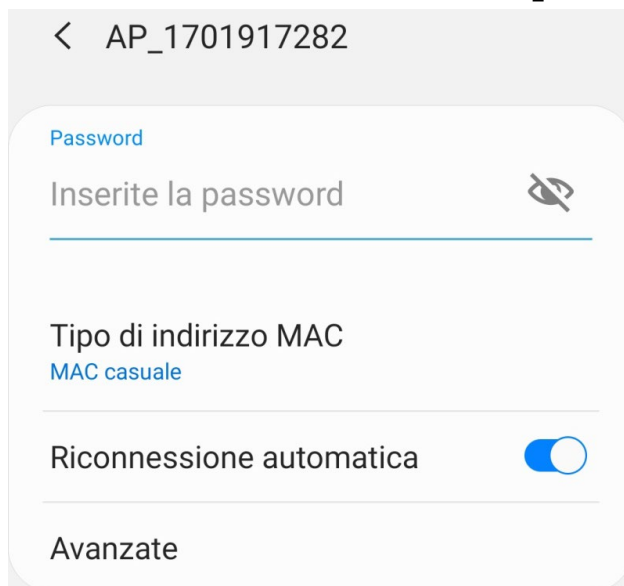 AP_1701917282
Password
Inserite la password
Tipo di indirizzo MAC
MAC casuale
Riconnessione automatica
Avanzate